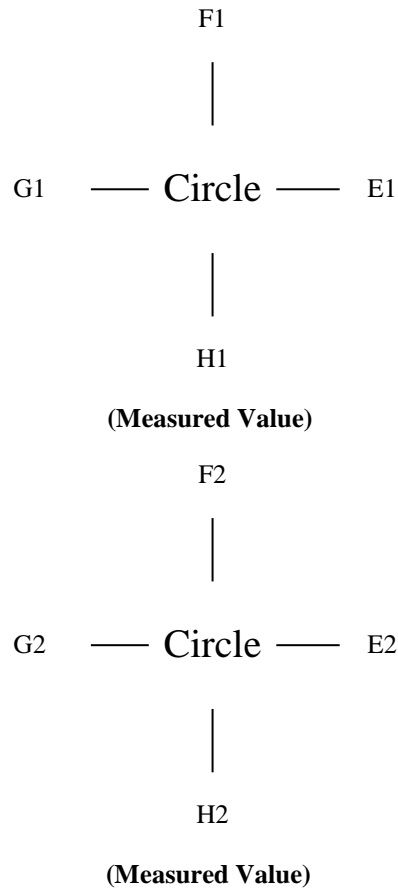 F1
G1 Circle E1
H1
(Measured Value)
F2
G2 Circle E2
H2
(Measured Value)